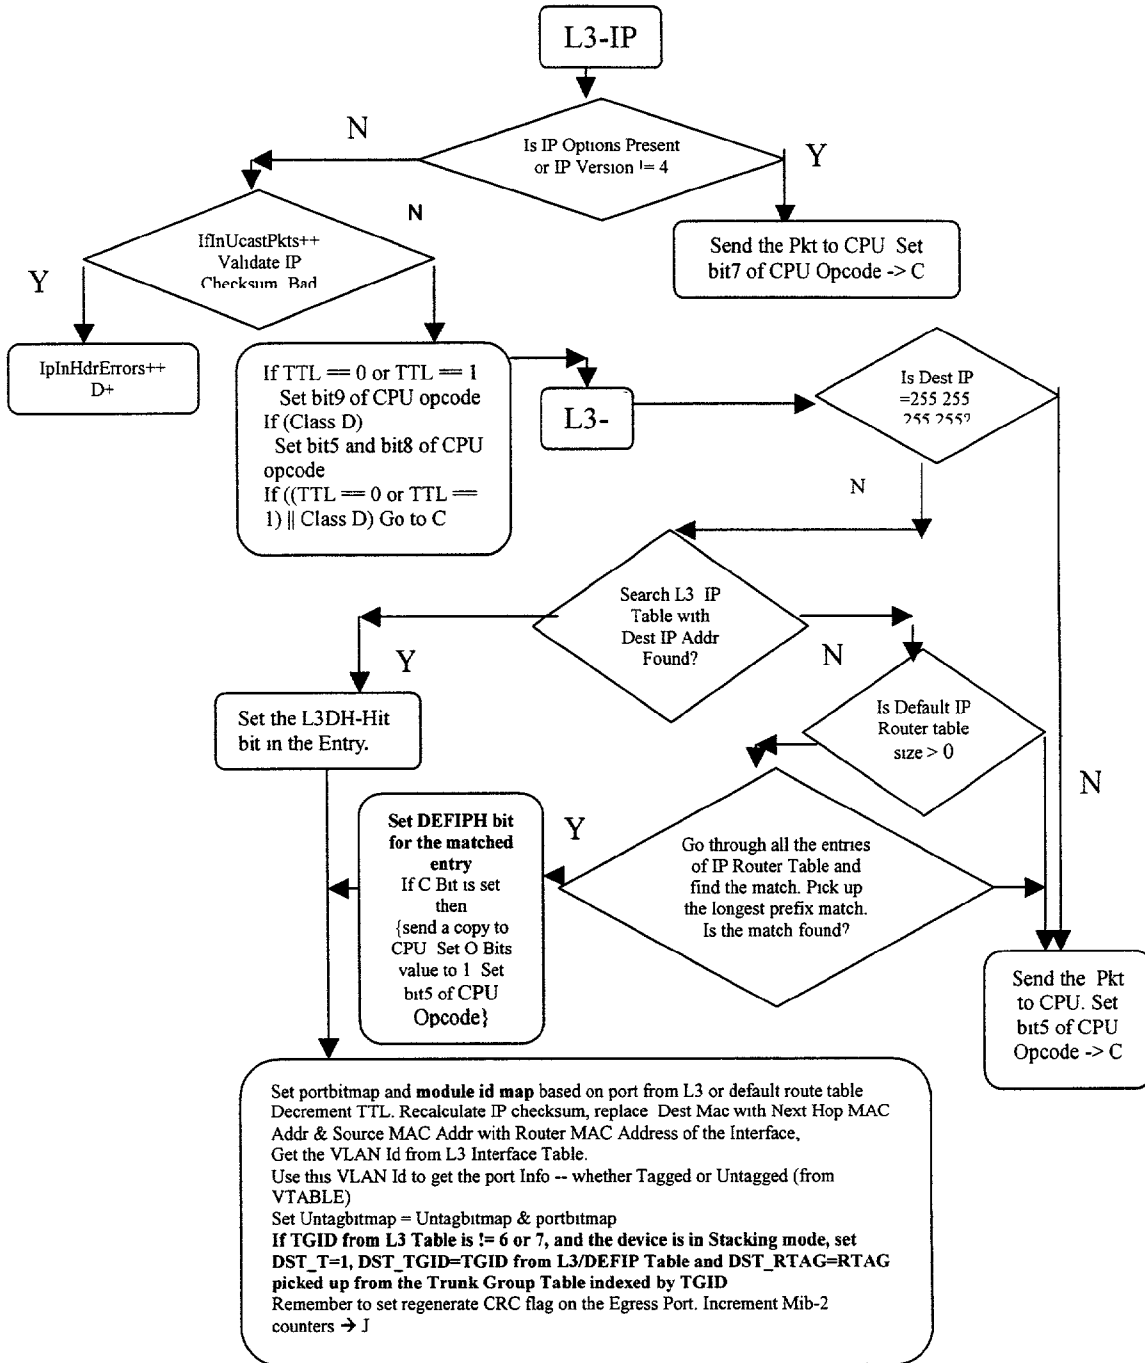 L3-IP
N
Is IP Options Present
or IP Version != 4
Y
N
IfInUcastPkts++
Validate IP
Checksum Bad
Y
Send the Pkt to CPU Set
bit7 of CPU Opcode -> C
IpInHdrErrors++
D+
If TTL == 0 or TTL == 1
Set bit9 of CPU opcode
If (Class D)
Set bit5 and bit8 of CPU
opcode
If ((TTL == 0 or TTL ==
1) || Class D) Go to C
L3-
Is Dest IP
=255 255
255 255?
N
Search L3 IP
Table with
Dest IP Addr
Found?
Y
N
Set the L3DH-Hit
bit in the Entry.
Is Default IP
Router table
size > 0
N
Set DEFIPH bit
for the matched
entry
If C Bit is set
then
{send a copy to
CPU Set O Bits
value to 1 Set
bit5 of CPU
Opcode}
Y
Go through all the entries
of IP Router Table and
find the match. Pick up
the longest prefix match.
Is the match found?
Send the Pkt
to CPU. Set
bit5 of CPU
Opcode -> C
Set portbitmap and module id map based on port from L3 or default route table
Decrement TTL. Recalculate IP checksum, replace Dest Mac with Next Hop MAC
Addr & Source MAC Addr with Router MAC Address of the Interface,
Get the VLAN Id from L3 Interface Table.
Use this VLAN Id to get the port Info -- whether Tagged or Untagged (from
VTABLE)
Set Untagbitmap = Untagbitmap & portbitmap
If TGID from L3 Table is != 6 or 7, and the device is in Stacking mode, set
DST_T=1, DST_TGID=TGID from L3/DEFIP Table and DST_RTAG=RTAG
picked up from the Trunk Group Table indexed by TGID
Remember to set regenerate CRC flag on the Egress Port. Increment Mib-2
counters → J